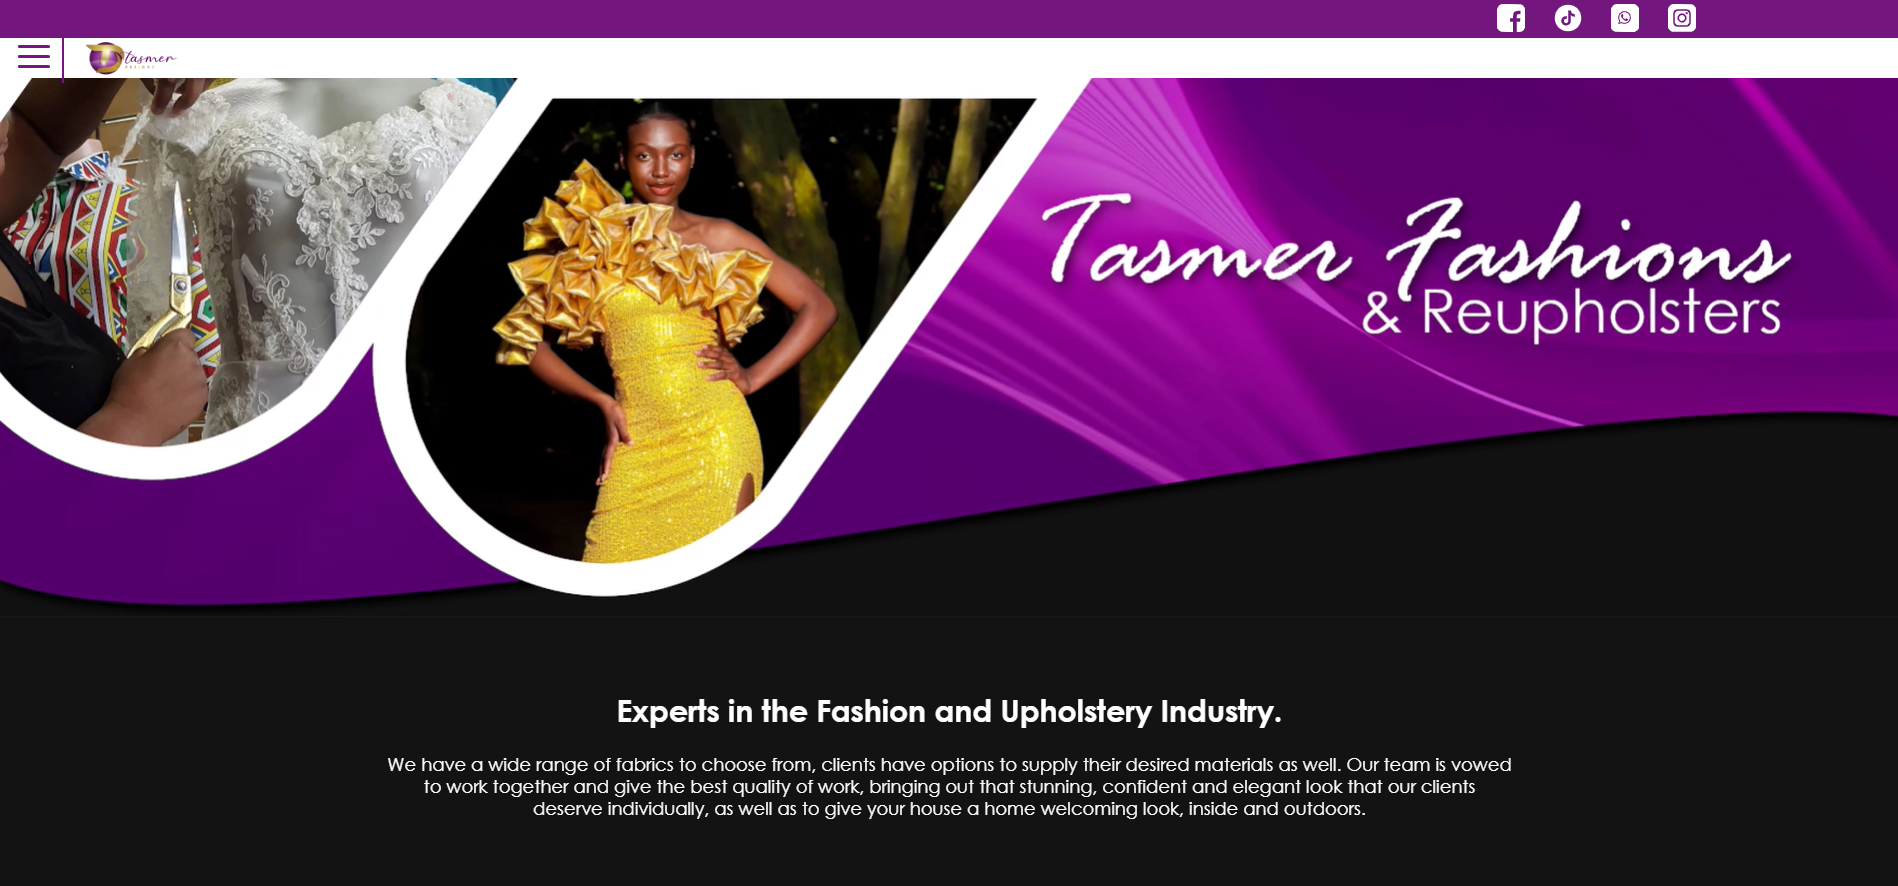 tasmer
DESIGNS
Tasmer Fashions
& Reupholsters
Experts in the Fashion and Upholstery Industry.
We have a wide range of fabrics to choose from, clients have options to supply their desired materials as well. Our team is vowed
to work together and give the best quality of work, bringing out that stunning, confident and elegant look that our clients
deserve individually, as well as to give your house a home welcoming look, inside and outdoors.